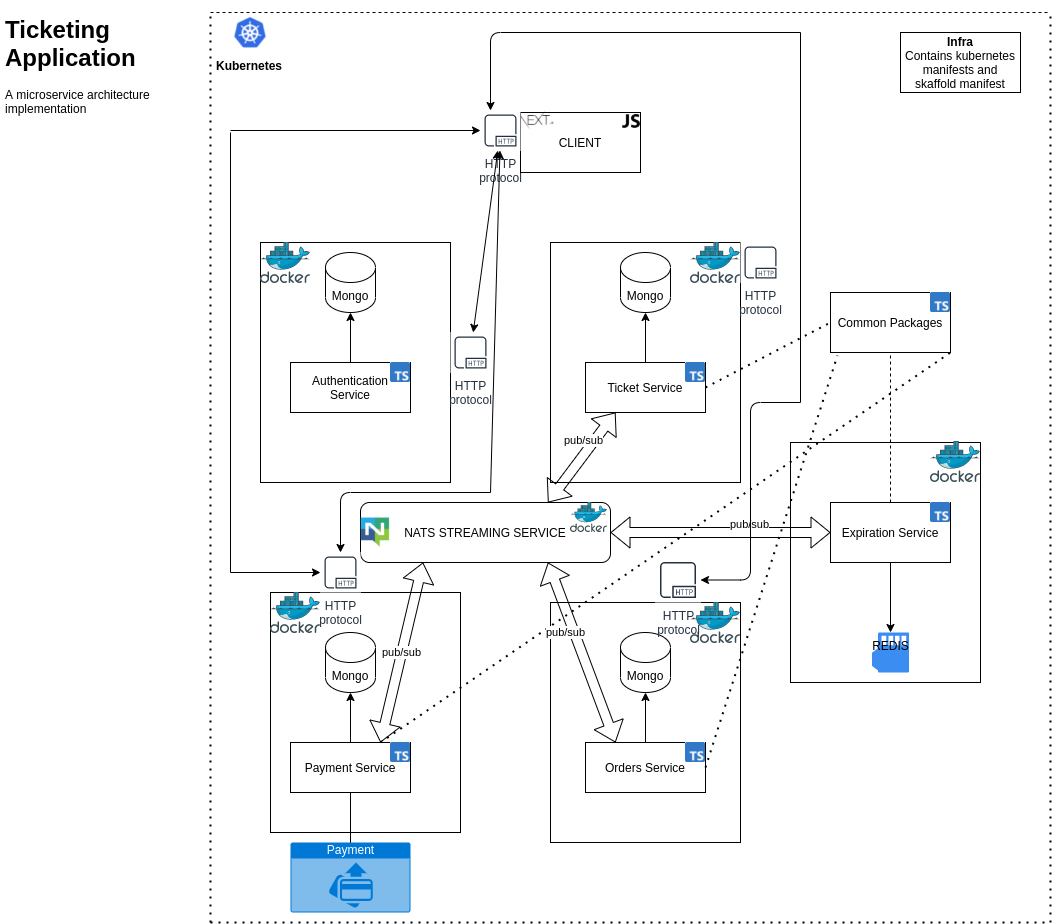 Ticketing
Application
A microservice architecture
implementation
Kubernetes
Infra
Contains kubernetes
manifests and
skaffold manifest
HTTP
HTTP
protocol
EXT
JS
CLIENT
docker
Mongo
Authentication
Service
TS
HTTP
HTTP
protocol
docker
Mongo
Ticket Service
TS
HTTP
HTTP
protocol
Common Packages
TS
pub/sub
NATS STREAMING SERVICE
docker
pub/sub
docker
Expiration Service
TS
REDIS
HTTP
HTTP
protocol
docker
Mongo
pub/sub
Payment Service
TS
Payment
pub/sub
HTTP
HTTP
protocol
docker
Mongo
Orders Service
TS